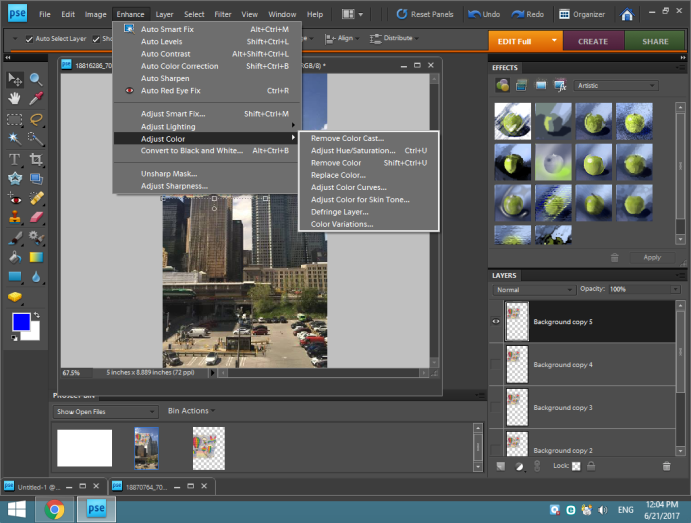 pse File Edit Image Enhance Layer Select Filter View Window Help Reset Panels Undo Redo Organizer
Auto Select Layer Align Distribute EDIT Full CREATE SHARE
Auto Smart Fix Alt+Ctrl+M
Auto Levels Shift+Ctrl+L
Auto Contrast Alt+Shift+Ctrl+L
Auto Color Correction Shift+Ctrl+B
Auto Sharpen
Auto Red Eye Fix Ctrl+R
Adjust Smart Fix... Shift+Ctrl+M
Adjust Lighting
Adjust Color
Convert to Black and White... Alt+Ctrl+B
Unsharp Mask...
Adjust Sharpness...
Remove Color Cast...
Adjust Hue/Saturation... Ctrl+U
Remove Color Shift+Ctrl+U
Replace Color...
Adjust Color Curves...
Adjust Color for Skin Tone...
Defringe Layer...
Color Variations...
67.5% 5 inches x 8.889 inches (72 ppi)
EFFECTS
Artistic
Apply
LAYERS
Normal Opacity: 100%
Background copy 5
Background copy 4
Background copy 3
Background copy 2
Lock:
PROJECT BIN
Show Open Files Bin Actions
Untitled-1 @... 18870764_70...
pse ENG 12:04 PM
6/21/2017